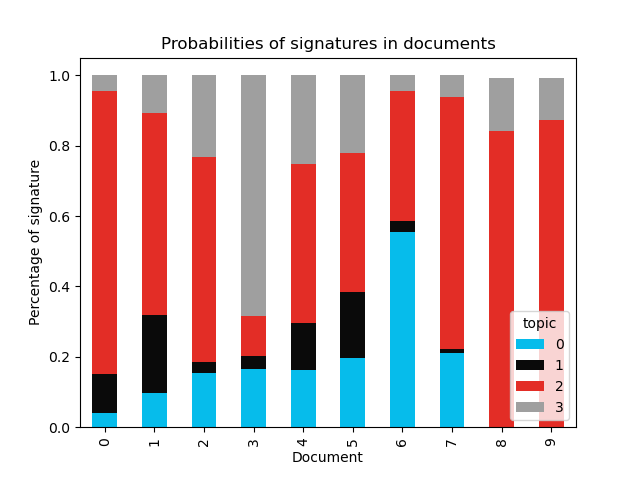 Probabilities of signatures in documents
Percentage of signature
1.0
0.8
0.6
0.4
0.2
0.0
topic
0
1
2
3
0 1 2 3 4 5 6 7 8 9
Document